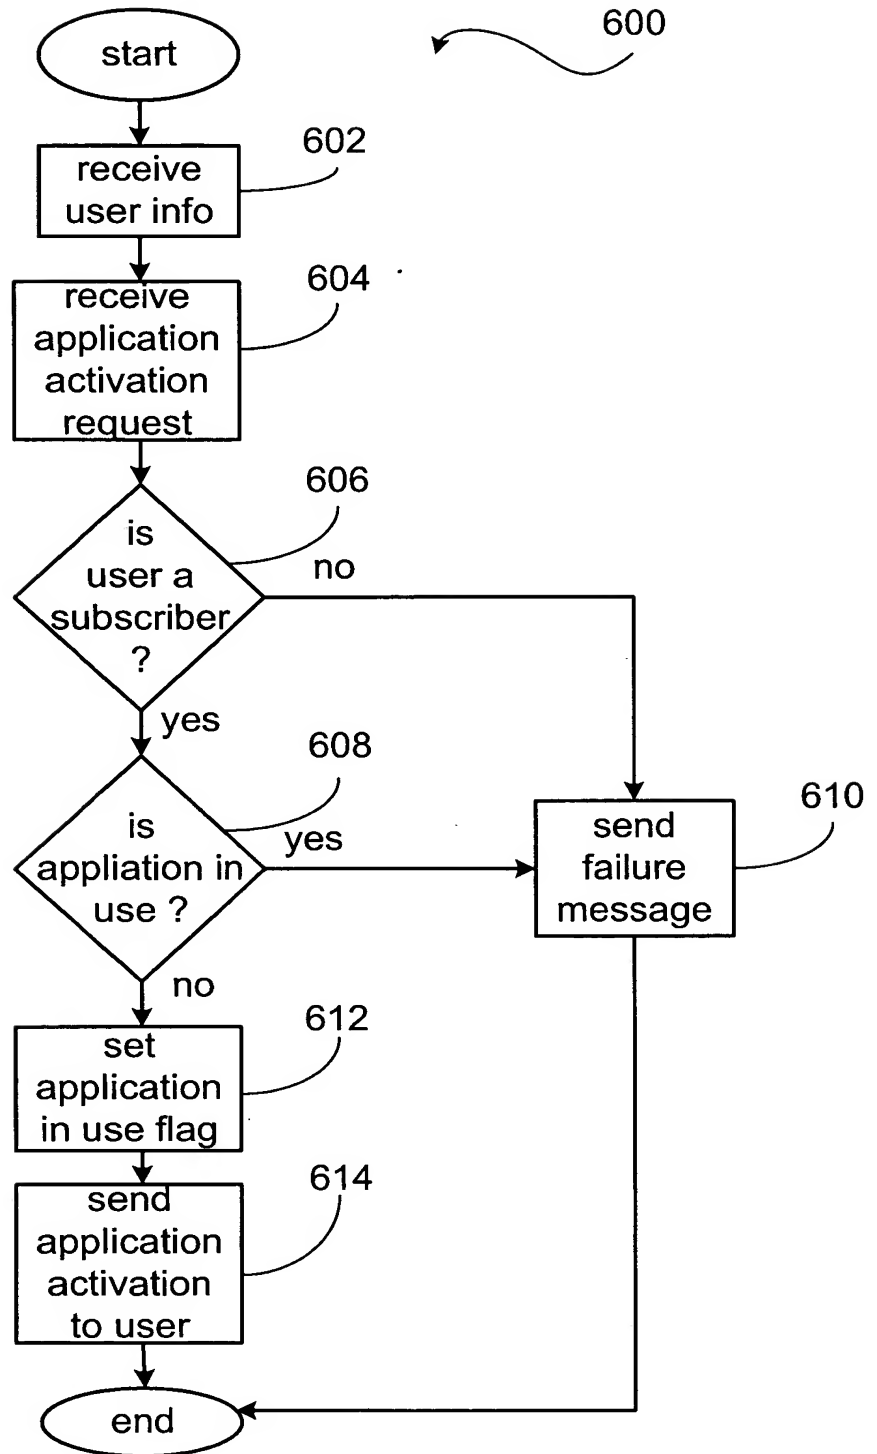 start
600
602
receive
user info
604
receive
application
activation
request
606
is
user a
subscriber
?
no
yes
608
is
appliation in
use ?
yes
610
send
failure
message
no
612
set
application
in use flag
614
send
application
activation
to user
end